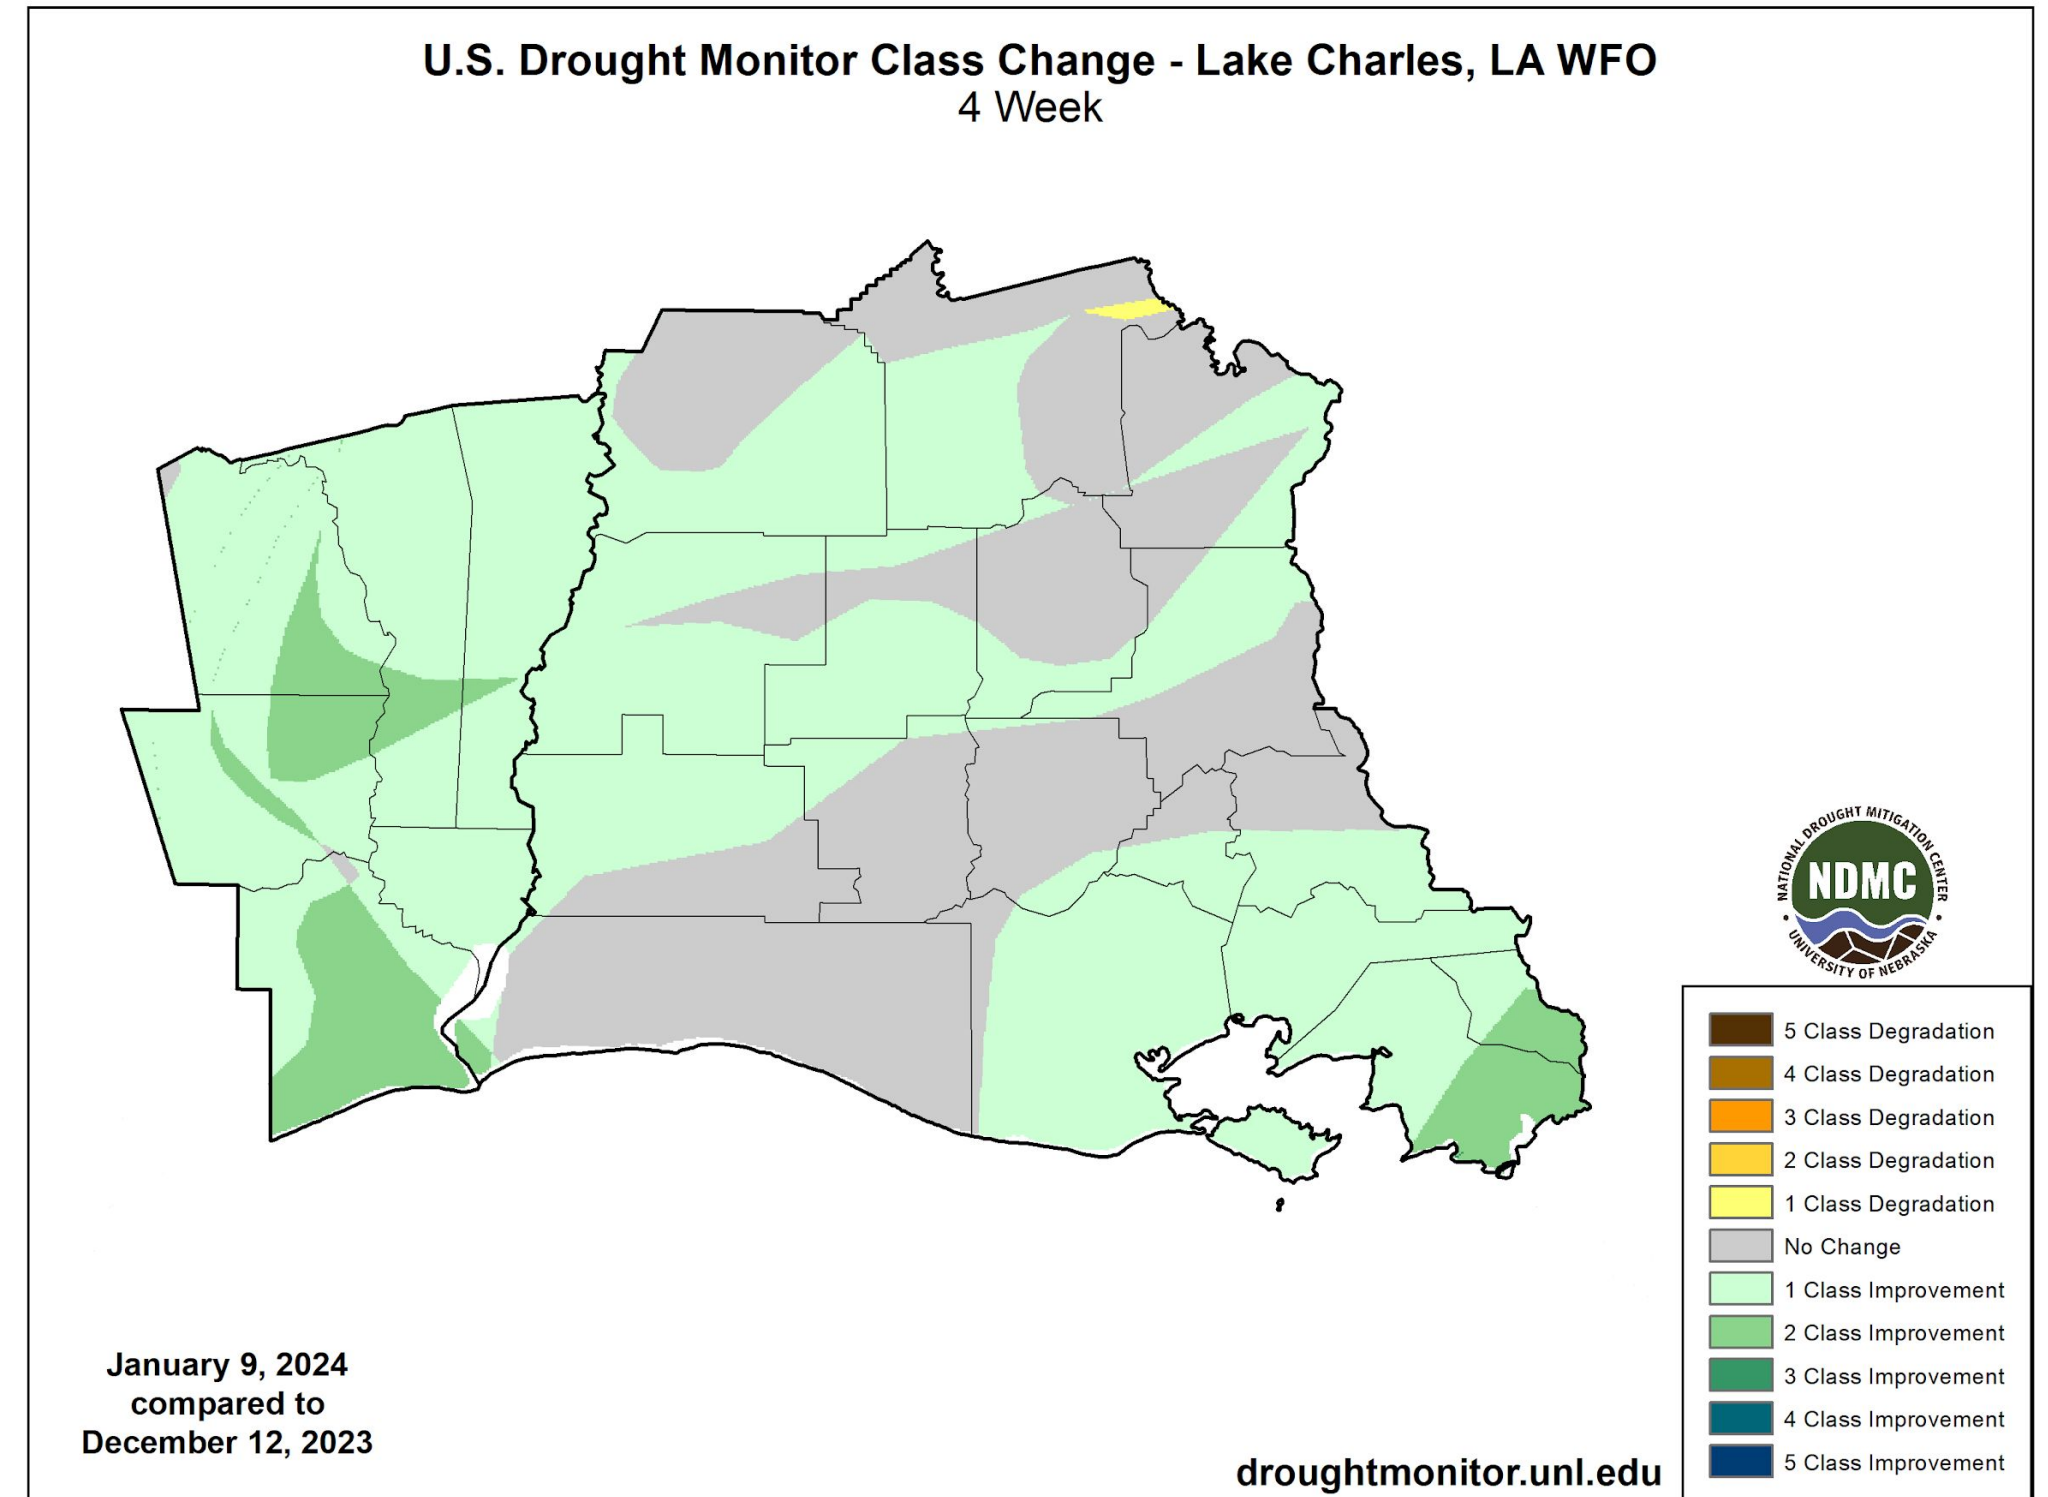 U.S. Drought Monitor Class Change - Lake Charles, LA WFO
4 Week
NATIONAL DROUGHT MITIGATION CENTER
NDMC
UNIVERSITY OF NEBRASKA
5 Class Degradation
4 Class Degradation
3 Class Degradation
2 Class Degradation
1 Class Degradation
No Change
1 Class Improvement
2 Class Improvement
3 Class Improvement
4 Class Improvement
5 Class Improvement
January 9, 2024
compared to
December 12, 2023
droughtmonitor.unl.edu